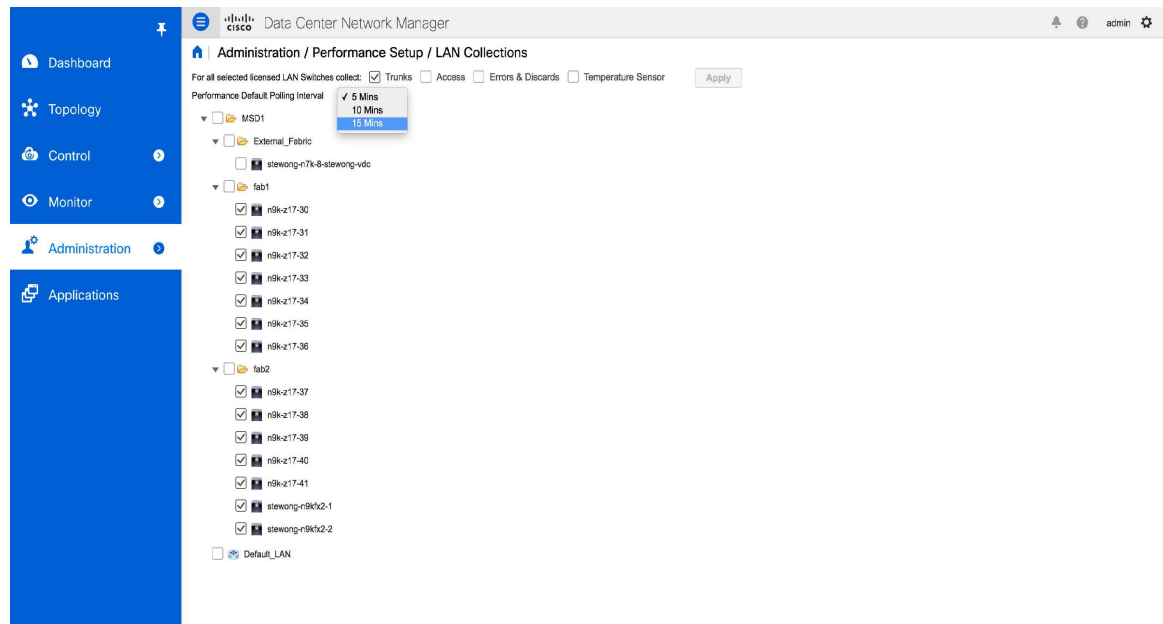 cisco Data Center Network Manager
admin
Dashboard
Topology
Control
Monitor
Administration
Applications
Administration / Performance Setup / LAN Collections
For all selected licensed LAN Switches collect: Trunks Access Errors & Discards Temperature Sensor Apply
Performance Default Polling Interval ✓ 5 Mins
10 Mins
15 Mins
MSD1
External_Fabric
stewong-n7k-8-stewong-vdc
fab1
n9k-z17-30
n9k-z17-31
n9k-z17-32
n9k-z17-33
n9k-z17-34
n9k-z17-35
n9k-z17-36
fab2
n9k-z17-37
n9k-z17-38
n9k-z17-39
n9k-z17-40
n9k-z17-41
stewong-n9kfx2-1
stewong-n9kfx2-2
Default_LAN